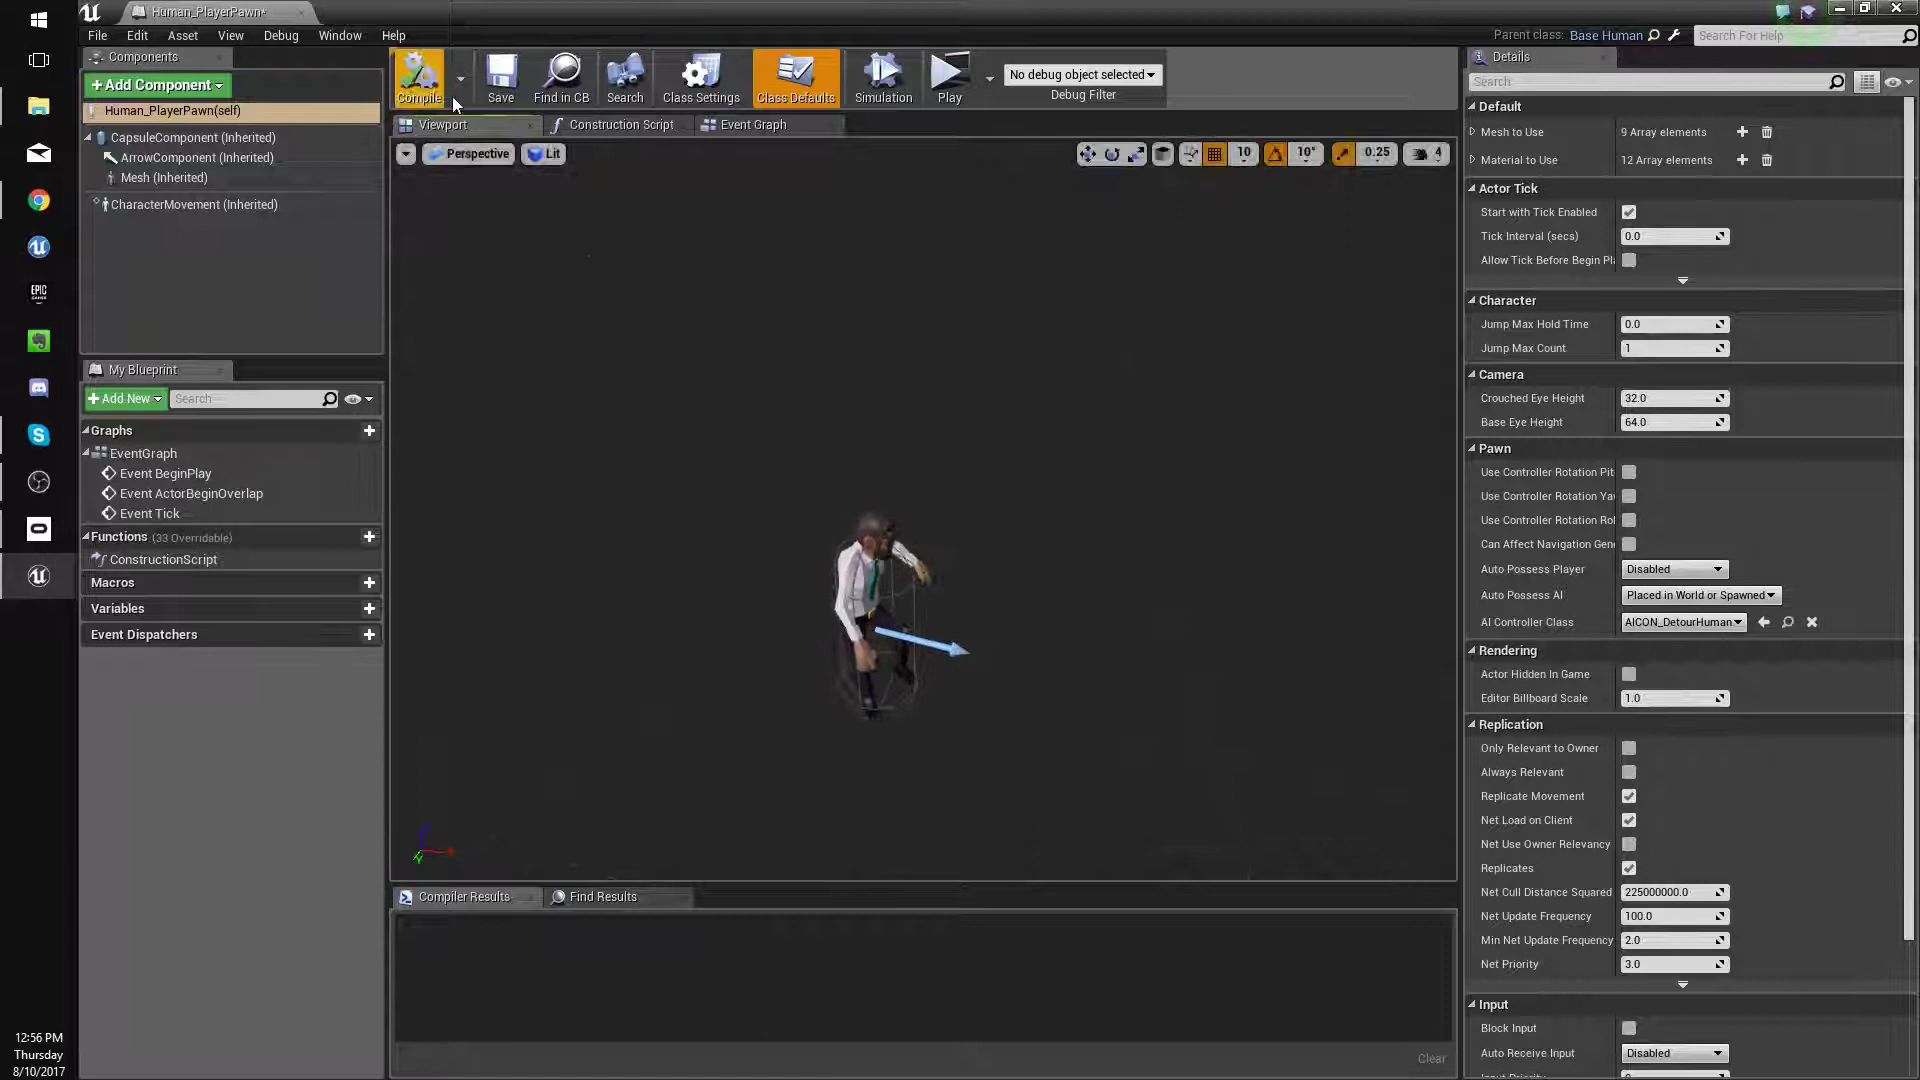 Human_PlayerPawn*
File Edit Asset View Debug Window Help
Parent class: Base Human
Search For Help
Components
+Add Component
Human_PlayerPawn(self)
CapsuleComponent (Inherited)
ArrowComponent (Inherited)
Mesh (Inherited)
CharacterMovement (Inherited)
My Blueprint
+Add New
Search
Graphs
EventGraph
Event BeginPlay
Event ActorBeginOverlap
Event Tick
Functions (33 Overridable)
ConstructionScript
Macros
Variables
Event Dispatchers
Compile
Save
Find in CB
Search
Class Settings
Class Defaults
Simulation
Play
No debug object selected
Debug Filter
Viewport
Construction Script
Event Graph
Perspective
Lit
10
10°
0.25
4
Compiler Results
Find Results
Clear
Details
Search
Default
Mesh to Use 9 Array elements
Material to Use 12 Array elements
Actor Tick
Start with Tick Enabled
Tick Interval (secs) 0.0
Allow Tick Before Begin Pl
Character
Jump Max Hold Time 0.0
Jump Max Count 1
Camera
Crouched Eye Height 32.0
Base Eye Height 64.0
Pawn
Use Controller Rotation Pit
Use Controller Rotation Ya
Use Controller Rotation Rol
Can Affect Navigation Gene
Auto Possess Player Disabled
Auto Possess AI Placed in World or Spawned
AI Controller Class AICON_DetourHuman
Rendering
Actor Hidden In Game
Editor Billboard Scale 1.0
Replication
Only Relevant to Owner
Always Relevant
Replicate Movement
Net Load on Client
Net Use Owner Relevancy
Replicates
Net Cull Distance Squared 225000000.0
Net Update Frequency 100.0
Min Net Update Frequency 2.0
Net Priority 3.0
Input
Block Input
Auto Receive Input Disabled
EPIC
GAMES
12:56 PM
Thursday
8/10/2017